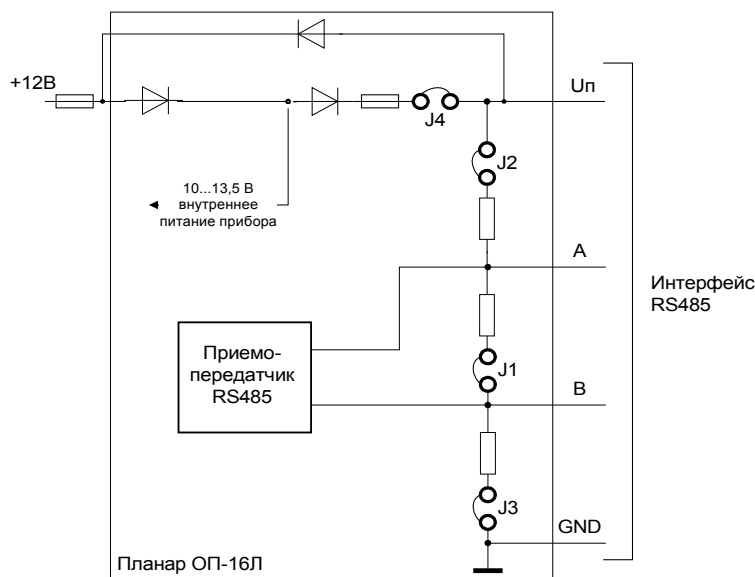 +12В
Uп
J4
J2
10...13,5 В
внутреннее
питание прибора
А
Интерфейс
RS485
Приемо-
передатчик
RS485
J1
В
J3
GND
Планар ОП-16Л